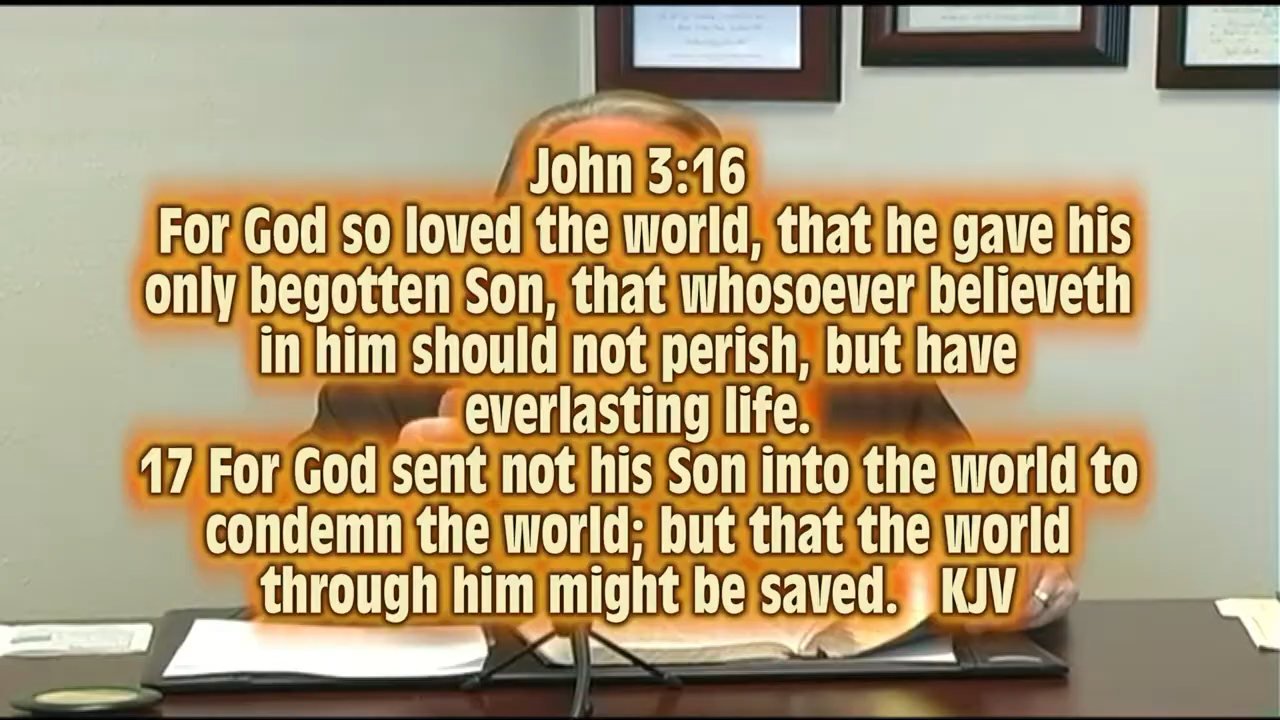 John 3:16
For God so loved the world, that he gave his
only begotten Son, that whosoever believeth
in him should not perish, but have
everlasting life.
17 For God sent not his Son into the world to
condemn the world; but that the world
through him might be saved. KJV